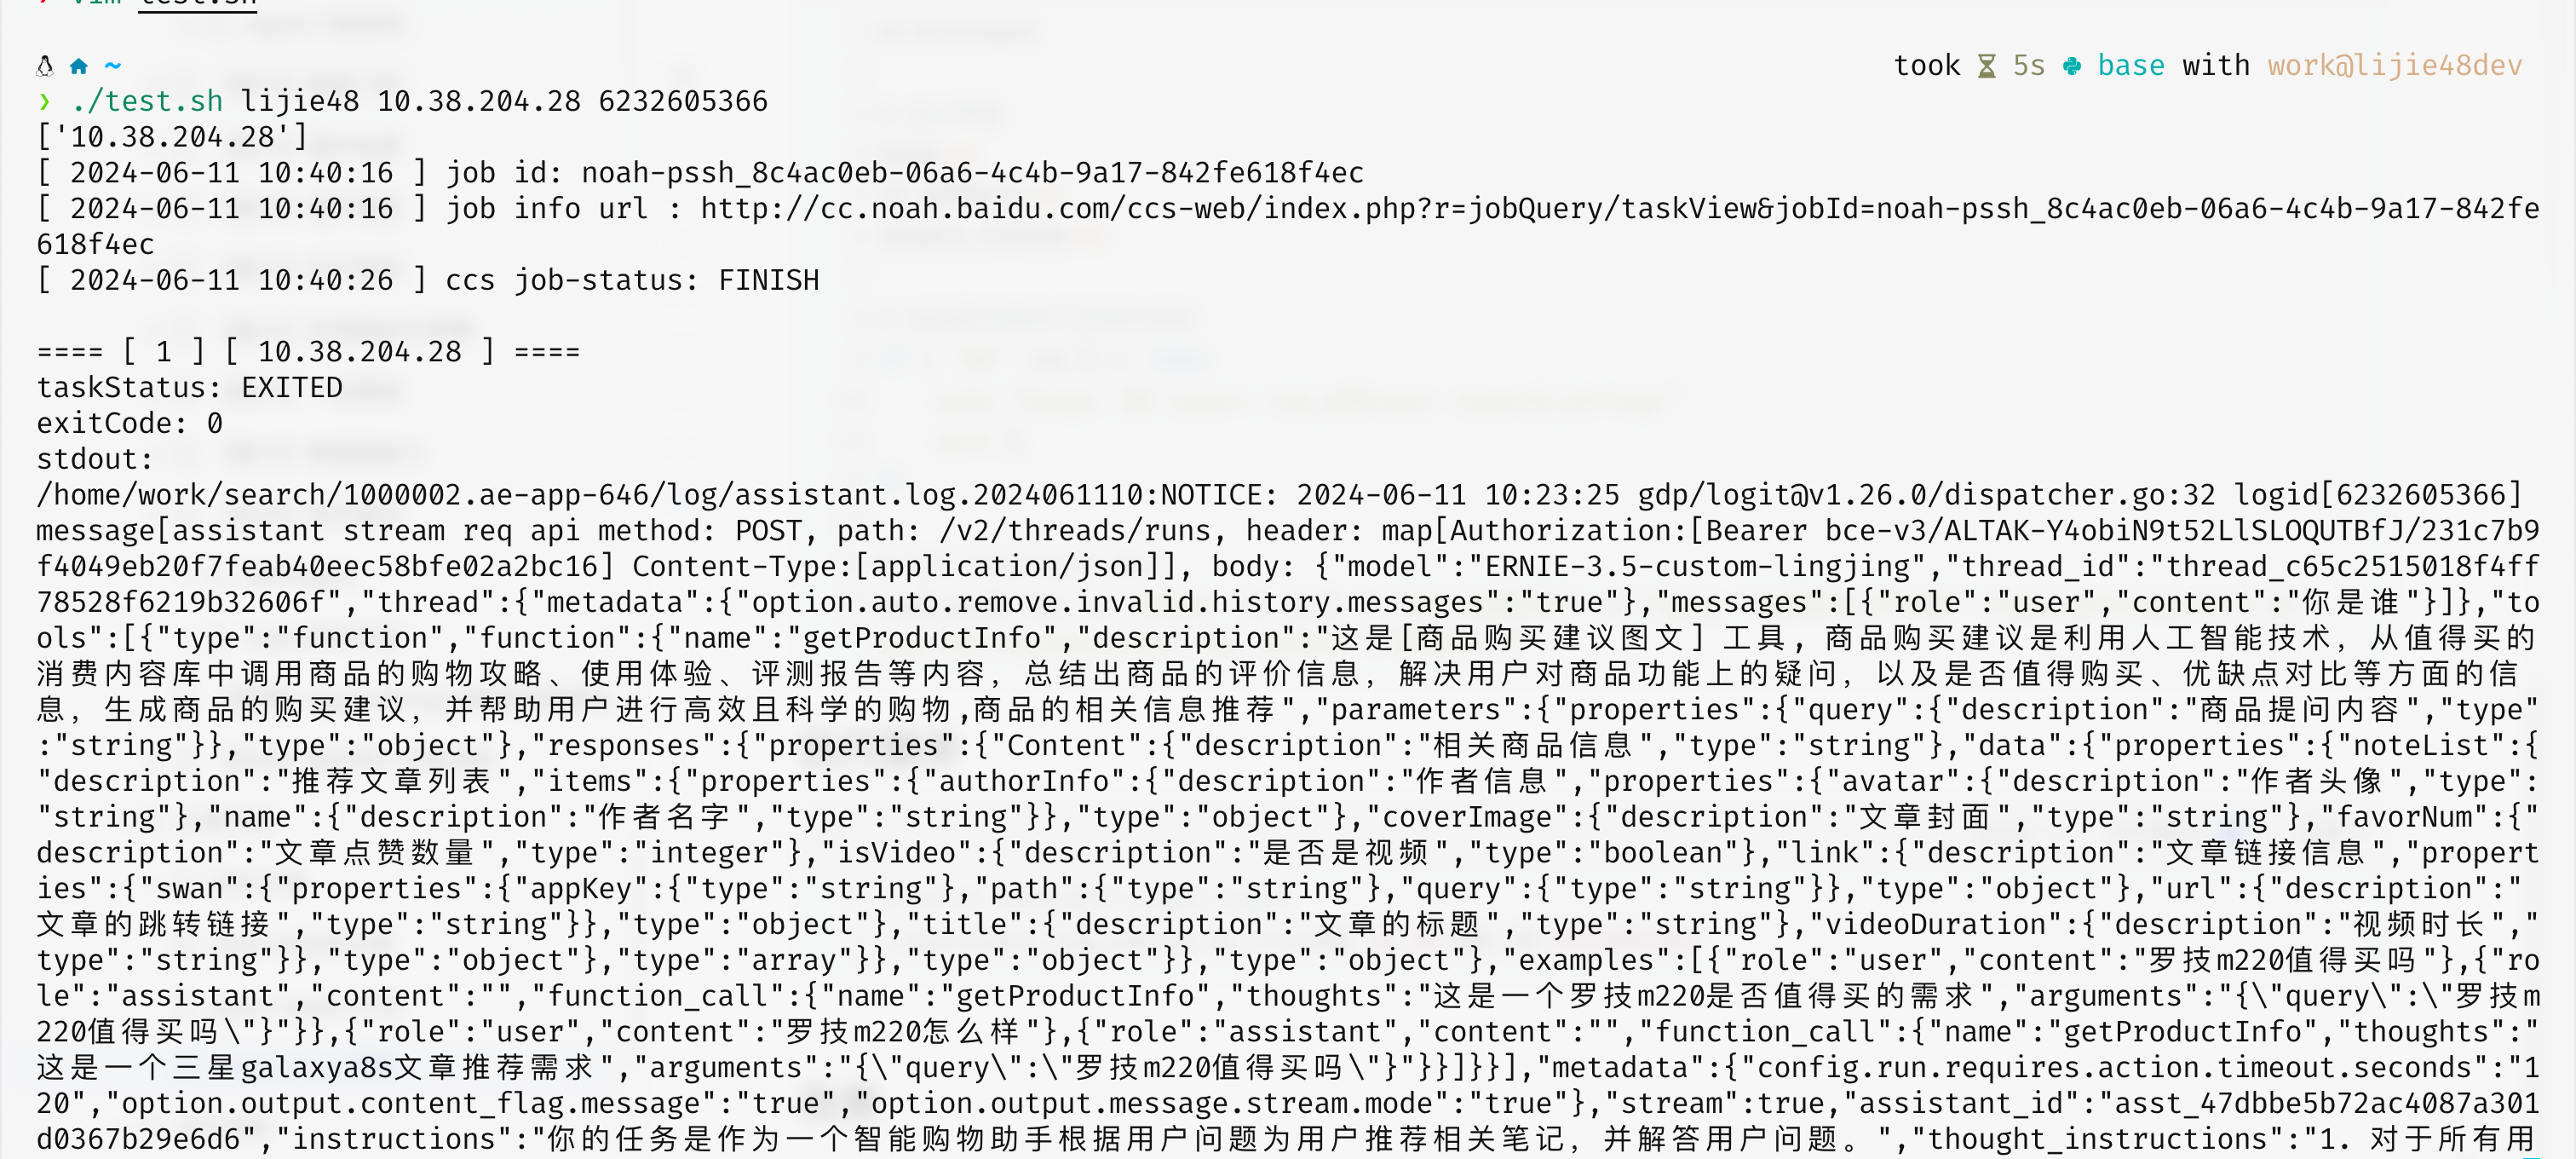 ❯ vim test.sh
~ took 5s base with work@lijie48dev
❯ ./test.sh lijie48 10.38.204.28 6232605366
['10.38.204.28']
[ 2024-06-11 10:40:16 ] job id: noah-pssh_8c4ac0eb-06a6-4c4b-9a17-842fe618f4ec
[ 2024-06-11 10:40:16 ] job info url : http://cc.noah.baidu.com/ccs-web/index.php?r=jobQuery/taskView&jobId=noah-pssh_8c4ac0eb-06a6-4c4b-9a17-842fe
618f4ec
[ 2024-06-11 10:40:26 ] ccs job-status: FINISH
==== [ 1 ] [ 10.38.204.28 ] ====
taskStatus: EXITED
exitCode: 0
stdout:
/home/work/search/1000002.ae-app-646/log/assistant.log.2024061110:NOTICE: 2024-06-11 10:23:25 gdp/logit@v1.26.0/dispatcher.go:32 logid[6232605366]
message[assistant stream req api method: POST, path: /v2/threads/runs, header: map[Authorization:[Bearer bce-v3/ALTAK-Y4obiN9t52LlSLOQUTBfJ/231c7b9
f4049eb20f7feab40eec58bfe02a2bc16] Content-Type:[application/json]], body: {"model":"ERNIE-3.5-custom-lingjing","thread_id":"thread_c65c2515018f4ff
78528f6219b32606f","thread":{"metadata":{"option.auto.remove.invalid.history.messages":"true"},"messages":[{"role":"user","content":"你是谁"}]},"to
ols":[{"type":"function","function":{"name":"getProductInfo","description":"这是[商品购买建议图文] 工具，商品购买建议是利用人工智能技术，从值得买的
消费内容库中调用商品的购物攻略、使用体验、评测报告等内容，总结出商品的评价信息，解决用户对商品功能上的疑问，以及是否值得购买、优缺点对比等方面的信
息，生成商品的购买建议，并帮助用户进行高效且科学的购物,商品的相关信息推荐","parameters":{"properties":{"query":{"description":"商品提问内容","type"
:"string"}},"type":"object"},"responses":{"properties":{"Content":{"description":"相关商品信息","type":"string"},"data":{"properties":{"noteList":{
"description":"推荐文章列表","items":{"properties":{"authorInfo":{"description":"作者信息","properties":{"avatar":{"description":"作者头像","type":
"string"},"name":{"description":"作者名字","type":"string"}},"type":"object"},"coverImage":{"description":"文章封面","type":"string"},"favorNum":{"
description":"文章点赞数量","type":"integer"},"isVideo":{"description":"是否是视频","type":"boolean"},"link":{"description":"文章链接信息","propert
ies":{"swan":{"properties":{"appKey":{"type":"string"},"path":{"type":"string"},"query":{"type":"string"}},"type":"object"},"url":{"description":"
文章的跳转链接","type":"string"}},"type":"object"},"title":{"description":"文章的标题","type":"string"},"videoDuration":{"description":"视频时长","
type":"string"}},"type":"object"},"type":"array"}},"type":"object"}},"type":"object"},"examples":[{"role":"user","content":"罗技m220值得买吗"},{"ro
le":"assistant","content":"","function_call":{"name":"getProductInfo","thoughts":"这是一个罗技m220是否值得买的需求","arguments":"{\"query\":\"罗技m
220值得买吗\"}"}},{"role":"user","content":"罗技m220怎么样"},{"role":"assistant","content":"","function_call":{"name":"getProductInfo","thoughts":"
这是一个三星galaxya8s文章推荐需求","arguments":"{\"query\":\"罗技m220值得买吗\"}"}}]}}],"metadata":{"config.run.requires.action.timeout.seconds":"1
20","option.output.content_flag.message":"true","option.output.message.stream.mode":"true"},"stream":true,"assistant_id":"asst_47dbbe5b72ac4087a301
d0367b29e6d6","instructions":"你的任务是作为一个智能购物助手根据用户问题为用户推荐相关笔记，并解答用户问题。","thought_instructions":"1. 对于所有用